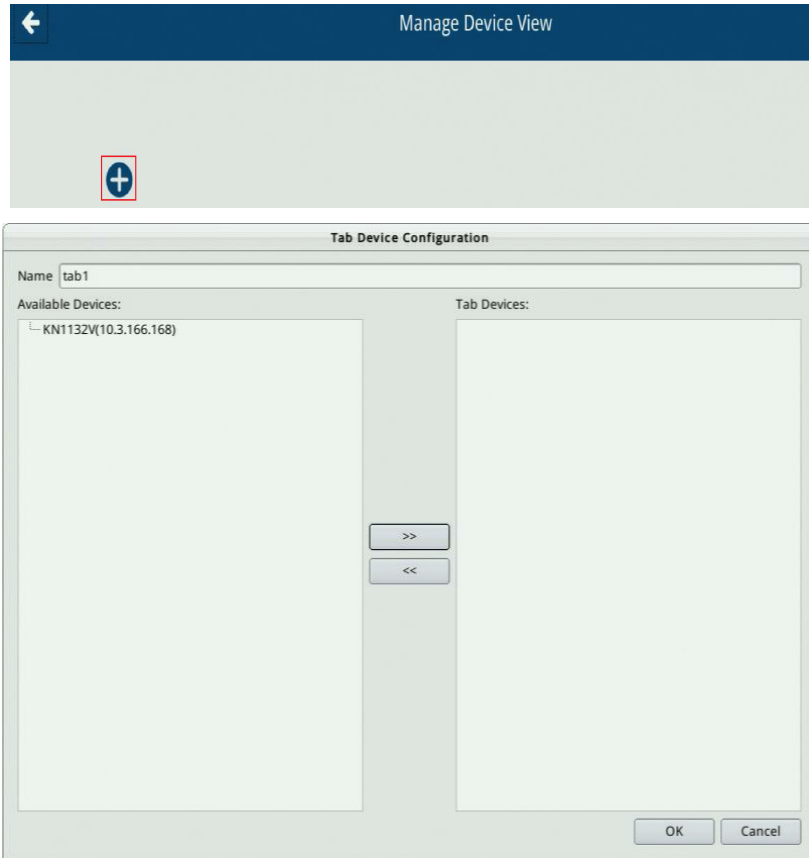 Manage Device View
Tab Device Configuration
Name tab1
Available Devices: Tab Devices:
KN1132V(10.3.166.168)
>>
<<
OK Cancel